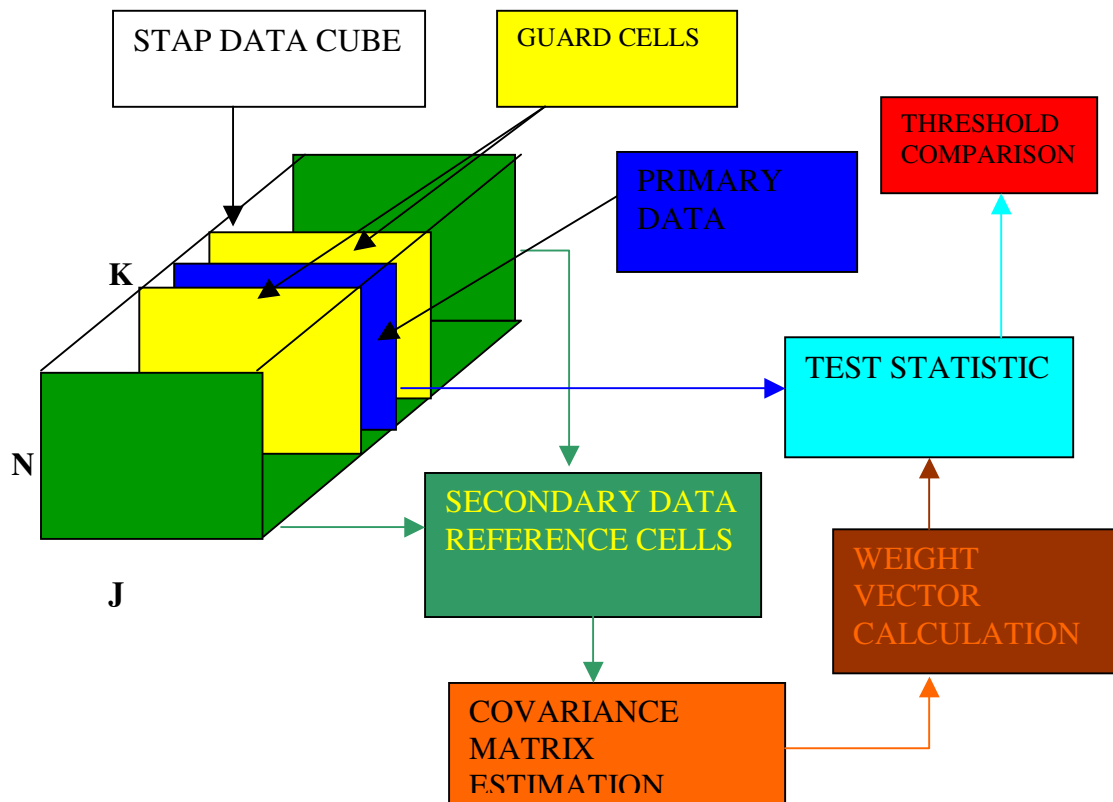 STAP DATA CUBE
GUARD CELLS
THRESHOLD
COMPARISON
PRIMARY
DATA
K
TEST STATISTIC
N
SECONDARY DATA
REFERENCE CELLS
WEIGHT
VECTOR
CALCULATION
J
COVARIANCE
MATRIX
ESTIMATION